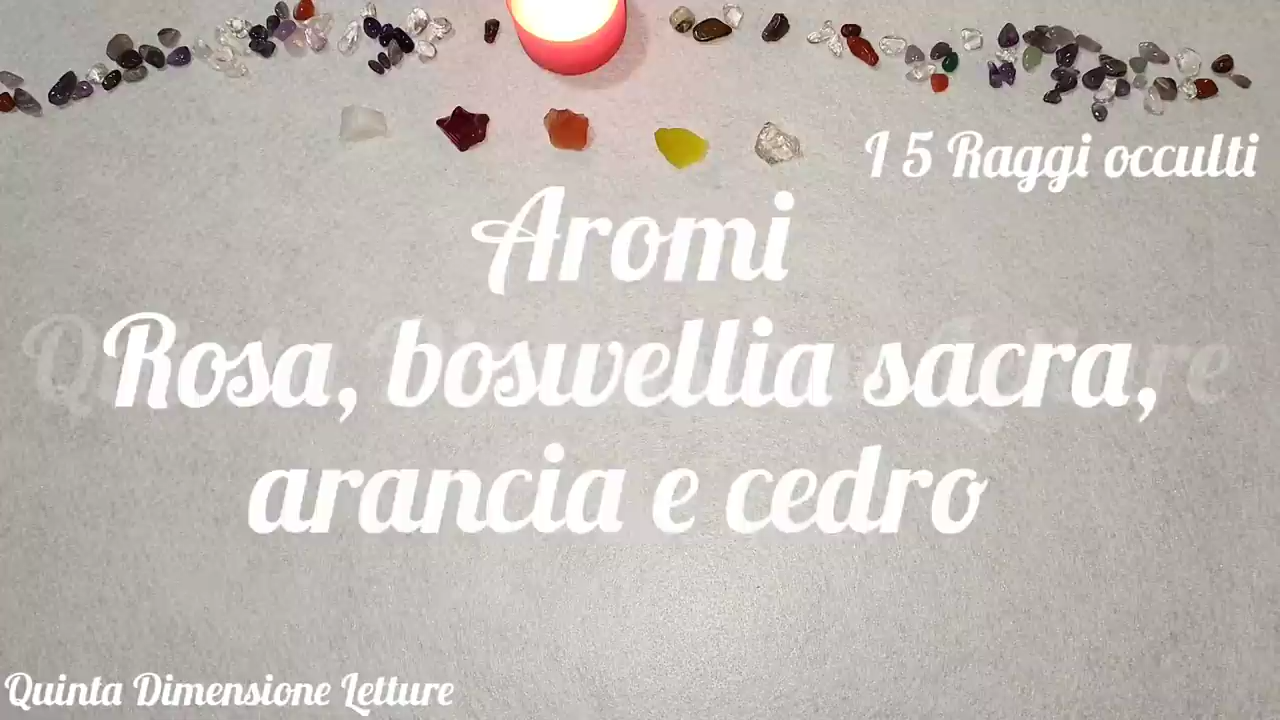 I 5 Raggi occulti
Aromi
Rosa, boswellia sacra,
arancia e cedro
Quinta Dimensione Letture